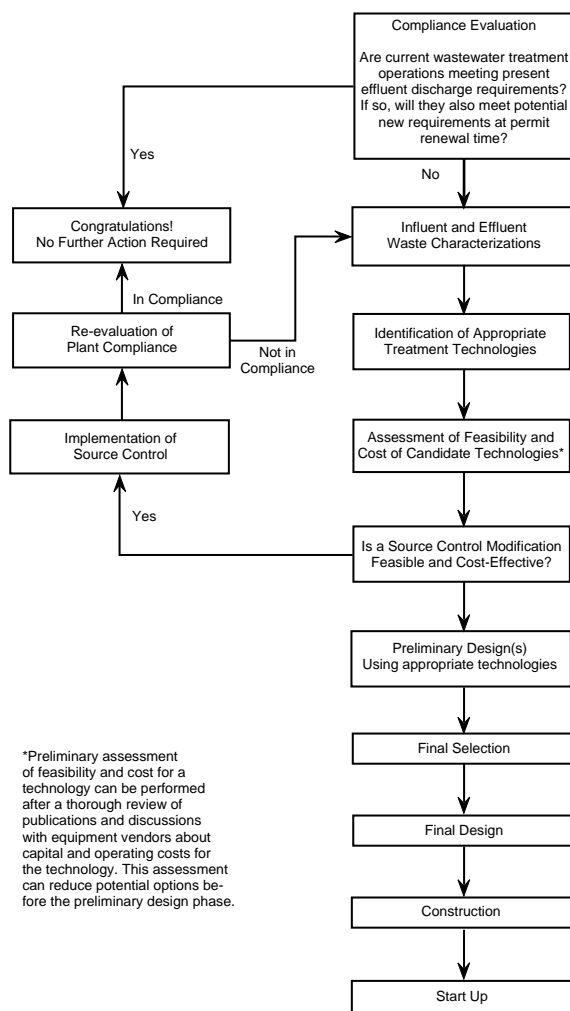 Compliance Evaluation
Are current wastewater treatment
operations meeting present
effluent discharge requirements?
If so, will they also meet potential
new requirements at permit
renewal time?
Yes
No
Congratulations!
No Further Action Required
Influent and Effluent
Waste Characterizations
In Compliance
Re-evaluation of
Plant Compliance
Not in
Compliance
Identification of Appropriate
Treatment Technologies
Implementation of
Source Control
Assessment of Feasibility and
Cost of Candidate Technologies*
Yes
Is a Source Control Modification
Feasible and Cost-Effective?
Preliminary Design(s)
Using appropriate technologies
Final Selection
Final Design
Construction
Start Up
*Preliminary assessment
of feasibility and cost for a
technology can be performed
after a thorough review of
publications and discussions
with equipment vendors about
capital and operating costs for
the technology. This assessment
can reduce potential options be-
fore the preliminary design phase.